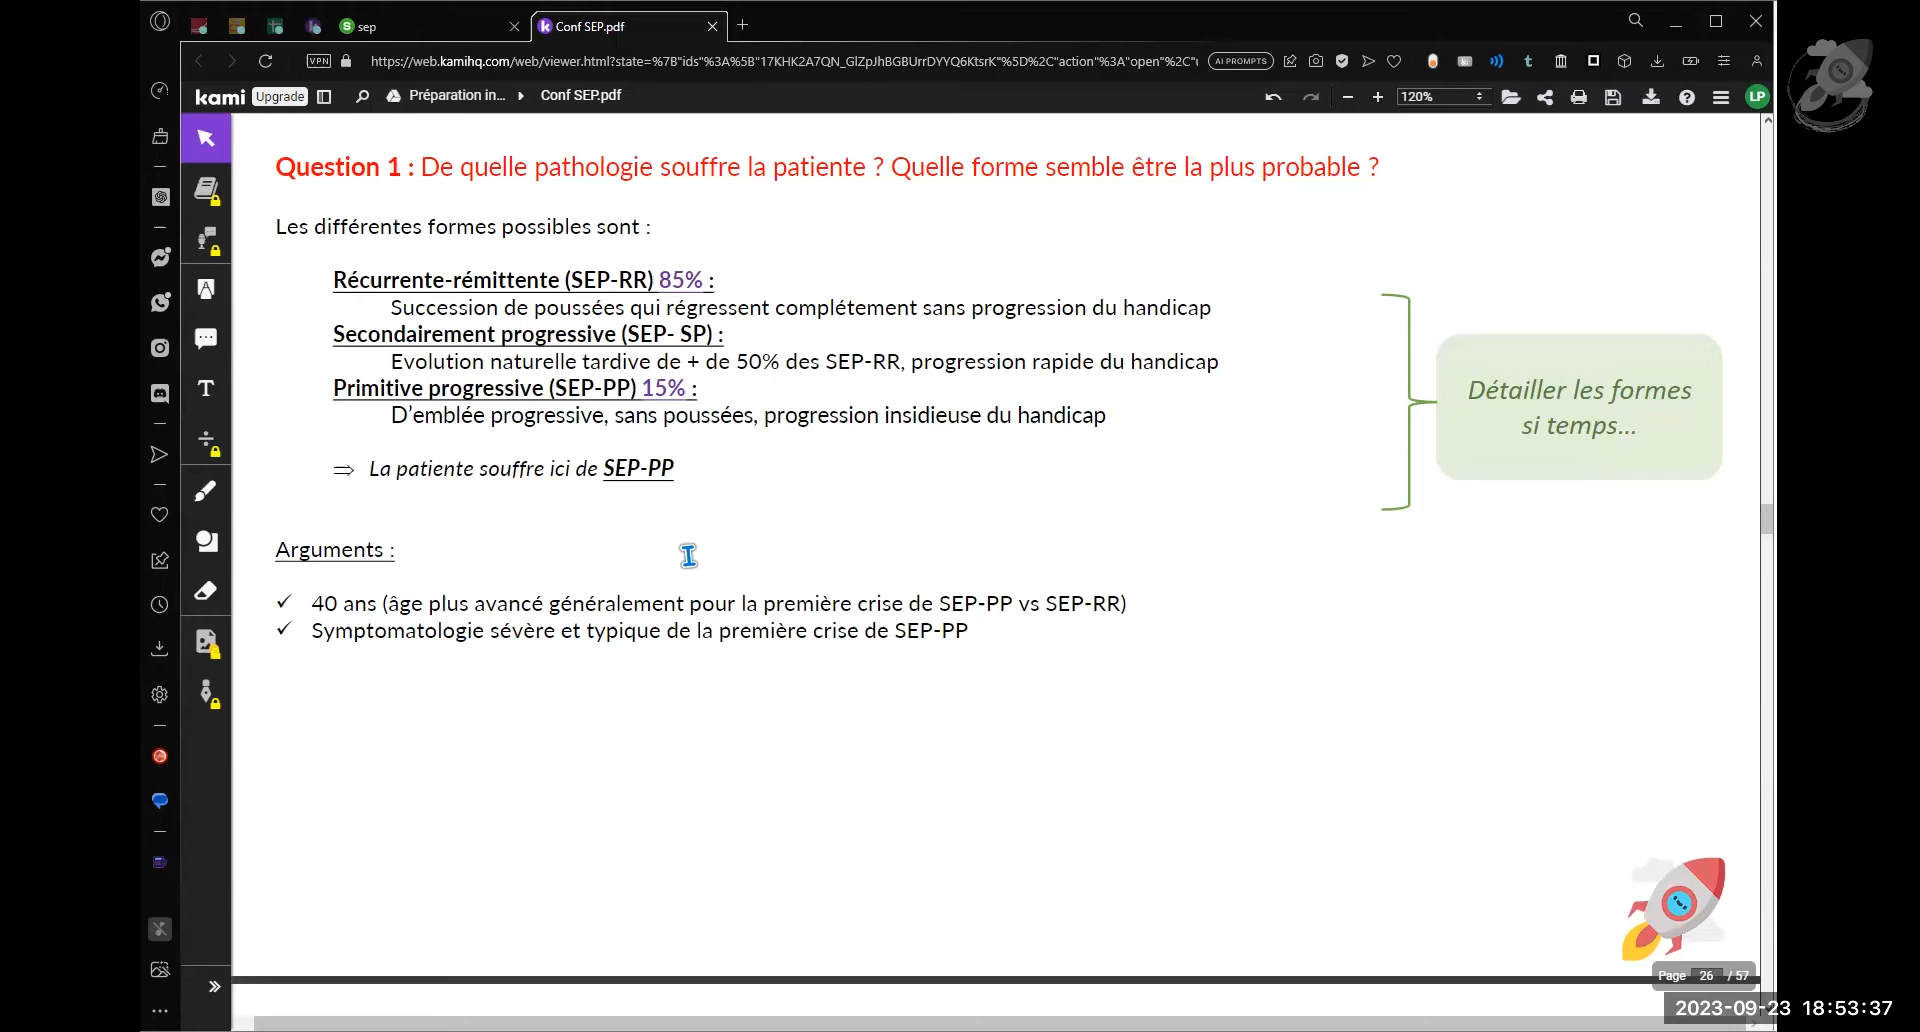 sep
Conf SEP.pdf
VPN
https://web.kamihq.com/web/viewer.html?state=%7B"ids"%3A%5B"17KHK2A7QN_GlZpJhBGBUrrDYYQ6KtsrK"%5D%2C"action"%3A"open"%2C"u
AI PROMPTS
kami Upgrade
Préparation in...
Conf SEP.pdf
120%
LP
Question 1 : De quelle pathologie souffre la patiente ? Quelle forme semble être la plus probable ?
Les différentes formes possibles sont :
Récurrente-rémittente (SEP-RR) 85% :
Succession de poussées qui régressent complétement sans progression du handicap
Secondairement progressive (SEP- SP) :
Evolution naturelle tardive de + de 50% des SEP-RR, progression rapide du handicap
Primitive progressive (SEP-PP) 15% :
D’emblée progressive, sans poussées, progression insidieuse du handicap
⇒ La patiente souffre ici de SEP-PP
Détailler les formes
si temps...
Arguments :
✓ 40 ans (âge plus avancé généralement pour la première crise de SEP-PP vs SEP-RR)
✓ Symptomatologie sévère et typique de la première crise de SEP-PP
Page 26 / 57
2023-09-23 18:53:37